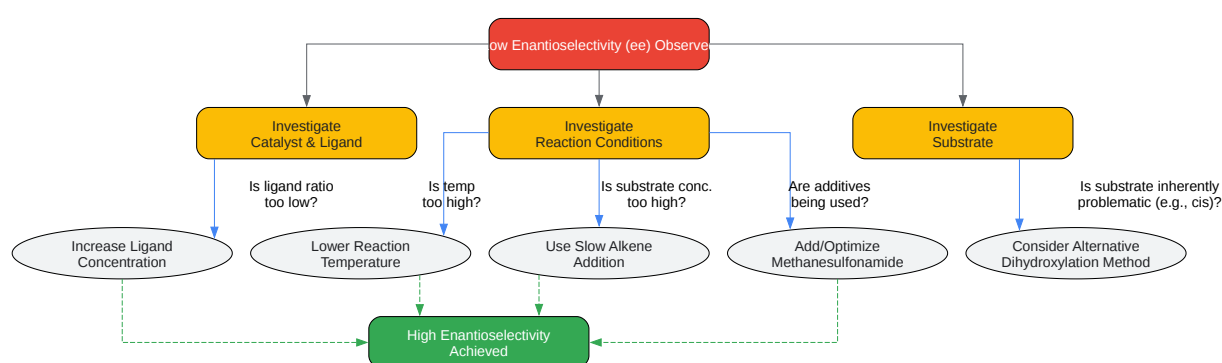 ow Enantioselectivity (ee) Observe
Investigate
Catalyst & Ligand
Investigate
Reaction Conditions
Investigate
Substrate
Is ligand ratio
too low?
Is temp
too high?
Is substrate conc.
too high?
Are additives
being used?
Is substrate inherently
problematic (e.g., cis)?
Increase Ligand
Concentration
Lower Reaction
Temperature
Use Slow Alkene
Addition
Add/Optimize
Methanesulfonamide
Consider Alternative
Dihydroxylation Method
High Enantioselectivity
Achieved